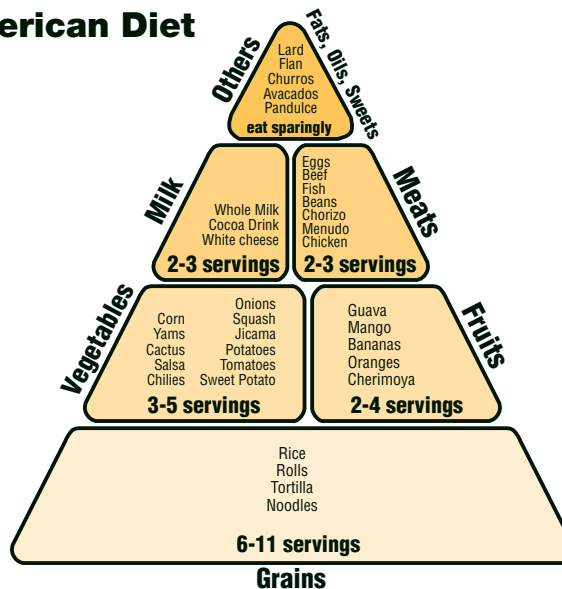 erican Diet
Others
Fats, Oils, Sweets
Lard
Flan
Churros
Avacados
Pandulce
eat sparingly
Milk
Whole Milk
Cocoa Drink
White cheese
2-3 servings
Meats
Eggs
Beef
Fish
Beans
Chorizo
Menudo
Chicken
2-3 servings
Vegetables
Corn
Yams
Cactus
Salsa
Chilies
Onions
Squash
Jicama
Potatoes
Tomatoes
Sweet Potato
3-5 servings
Fruits
Guava
Mango
Bananas
Oranges
Cherimoya
2-4 servings
Rice
Rolls
Tortilla
Noodles
6-11 servings
Grains